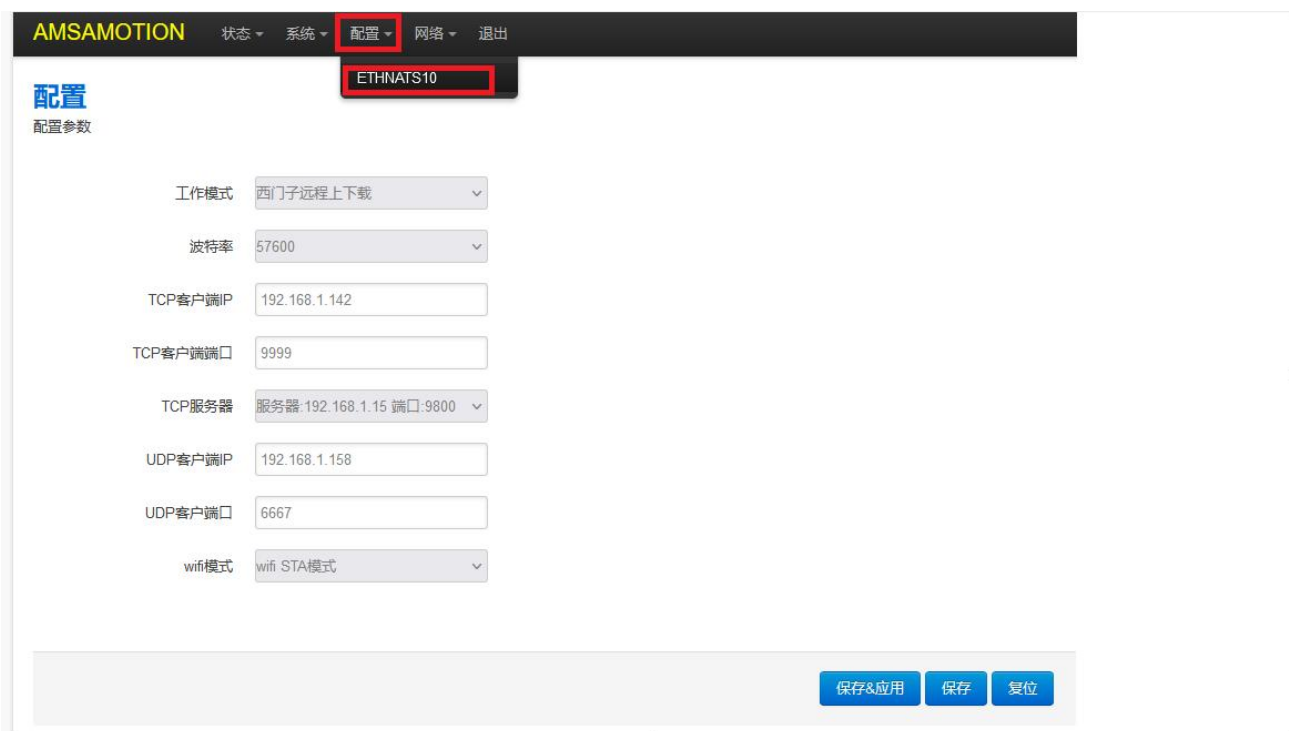 AMSAMOTION 状态 系统 配置 网络 退出
ETHNATS10
配置
配置参数
工作模式 西门子远程上下载
波特率 57600
TCP客户端IP 192.168.1.142
TCP客户端端口 9999
TCP服务器 服务器:192.168.1.15 端口:9800
UDP客户端IP 192.168.1.158
UDP客户端口 6667
wifi模式 wifi STA模式
保存&应用 保存 复位